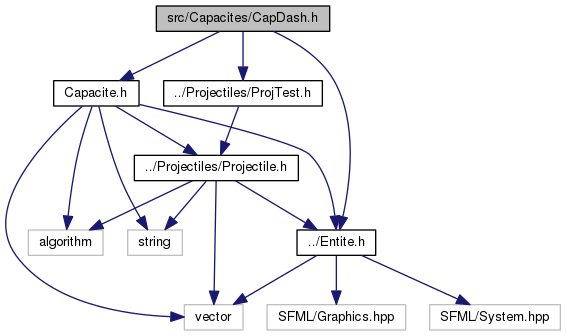 src/Capacites/CapDash.h
Capacite.h
../Projectiles/ProjTest.h
../Projectiles/Projectile.h
algorithm
string
../Entite.h
vector
SFML/Graphics.hpp
SFML/System.hpp